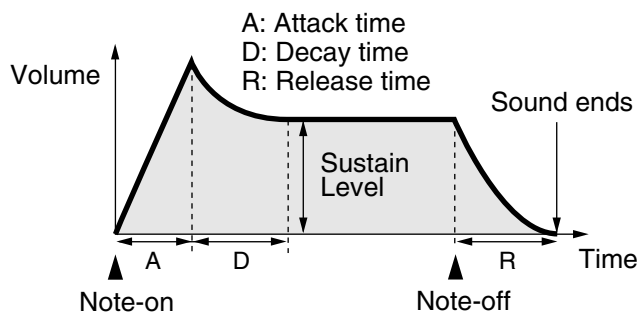 A: Attack time
D: Decay time
R: Release time
Volume
Sound ends
Sustain
Level
A
D
R
Time
Note-on
Note-off